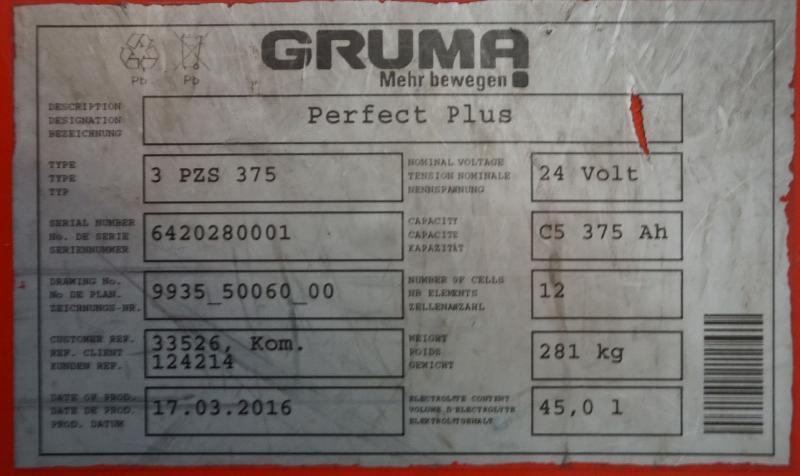 GRUMA
Mehr bewegen!
Pb Pb
DESCRIPTION
DESIGNATION
BEZEICHNUNG
Perfect Plus
TYPE
TYPE
TYP
3 PZS 375
NOMINAL VOLTAGE
TENSION NOMINALE
NENNSPANNUNG
24 Volt
SERIAL NUMBER
No. DE SERIE
SERIENNUMMER
6420280001
CAPACITY
CAPACITE
KAPAZITÄT
C5 375 Ah
DRAWING No.
No DE PLAN.
ZEICHNUNGS-NR.
9935_50060_00
NUMBER OF CELLS
NB ELEMENTS
ZELLENANZAHL
12
CUSTOMER REF.
REF. CLIENT
KUNDEN REF.
33526, Kom.
124214
WEIGHT
POIDS
GEWICHT
281 kg
DATE OF PROD.
DATE DE PROD.
PROD. DATUM
17.03.2016
ELECTROLYTE CONTENT
VOLUME D'ELECTROLYTE
ELEKTROLYTGEHALT
45,0 l